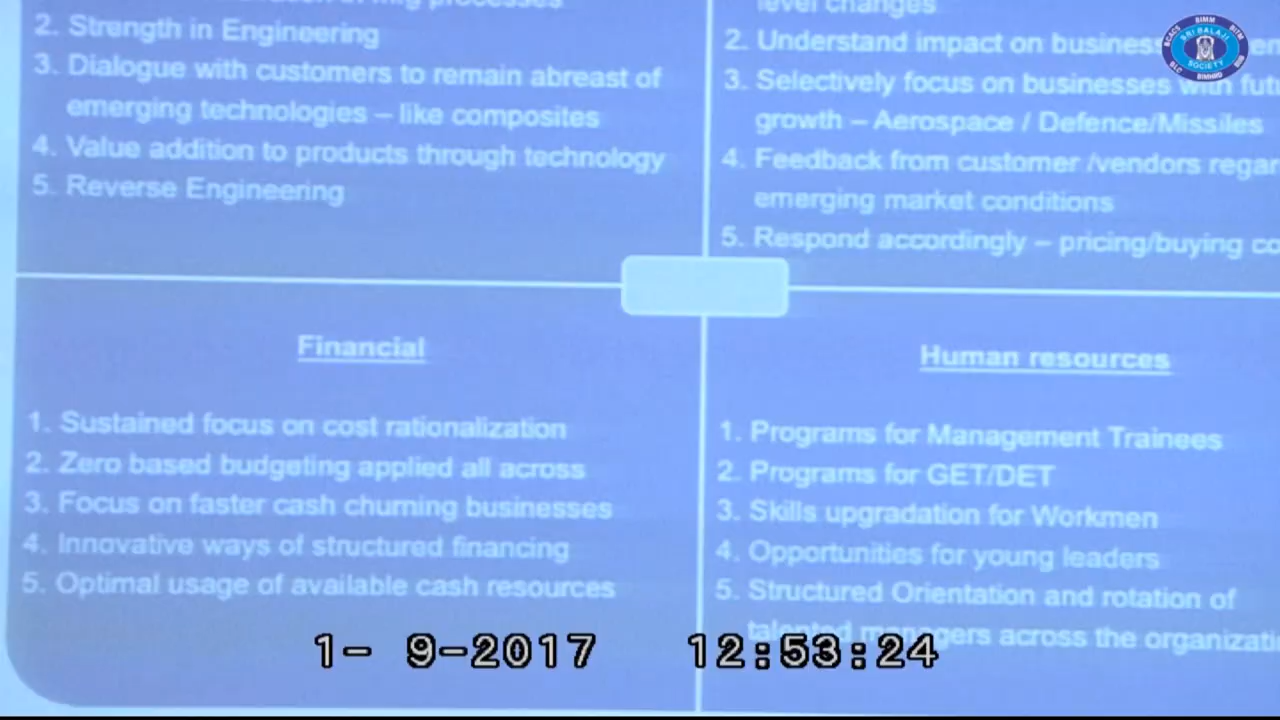 processes
2. Strength in Engineering
3. Dialogue with customers to remain abreast of
emerging technologies – like composites
4. Value addition to products through technology
5. Reverse Engineering
level changes
2. Understand impact on business
3. Selectively focus on businesses with
growth – Aerospace / Defence/Missiles
4. Feedback from customer /vendors
emerging market conditions
5. Respond accordingly – pricing/buying
Financial
1. Sustained focus on cost rationalization
2. Zero based budgeting applied all across
3. Focus on faster cash churning businesses
4. Innovative ways of structured financing
5. Optimal usage of available cash resources
Human resources
1. Programs for Management Trainees
2. Programs for GET/DET
3. Skills upgradation for Workmen
4. Opportunities for young leaders
5. Structured Orientation and rotation of
talented managers across the
1- 9-2017 12:53:24
BIMM
SRI BALAJI
SOCIETY